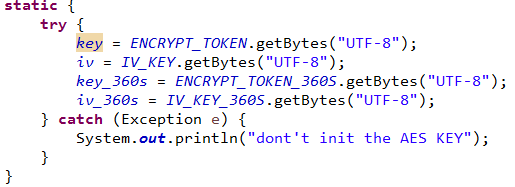 static {
    try {
        key = ENCRYPT_TOKEN.getBytes("UTF-8");
        iv = IV_KEY.getBytes("UTF-8");
        key_360s = ENCRYPT_TOKEN_360S.getBytes("UTF-8");
        iv_360s = IV_KEY_360S.getBytes("UTF-8");
    } catch (Exception e) {
        System.out.println("dont't init the AES KEY");
    }
}